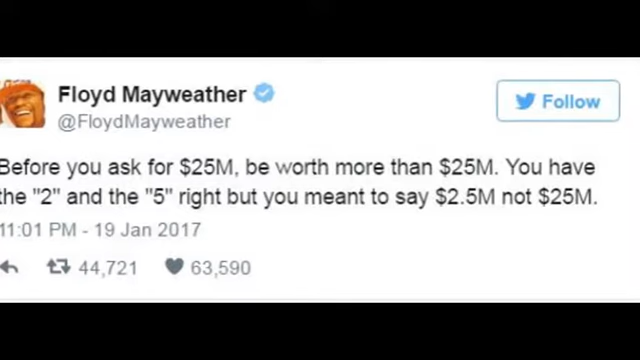 Floyd Mayweather
@FloydMayweather
Follow
Before you ask for $25M, be worth more than $25M. You have
the "2" and the "5" right but you meant to say $2.5M not $25M.
11:01 PM - 19 Jan 2017
44,721 63,590